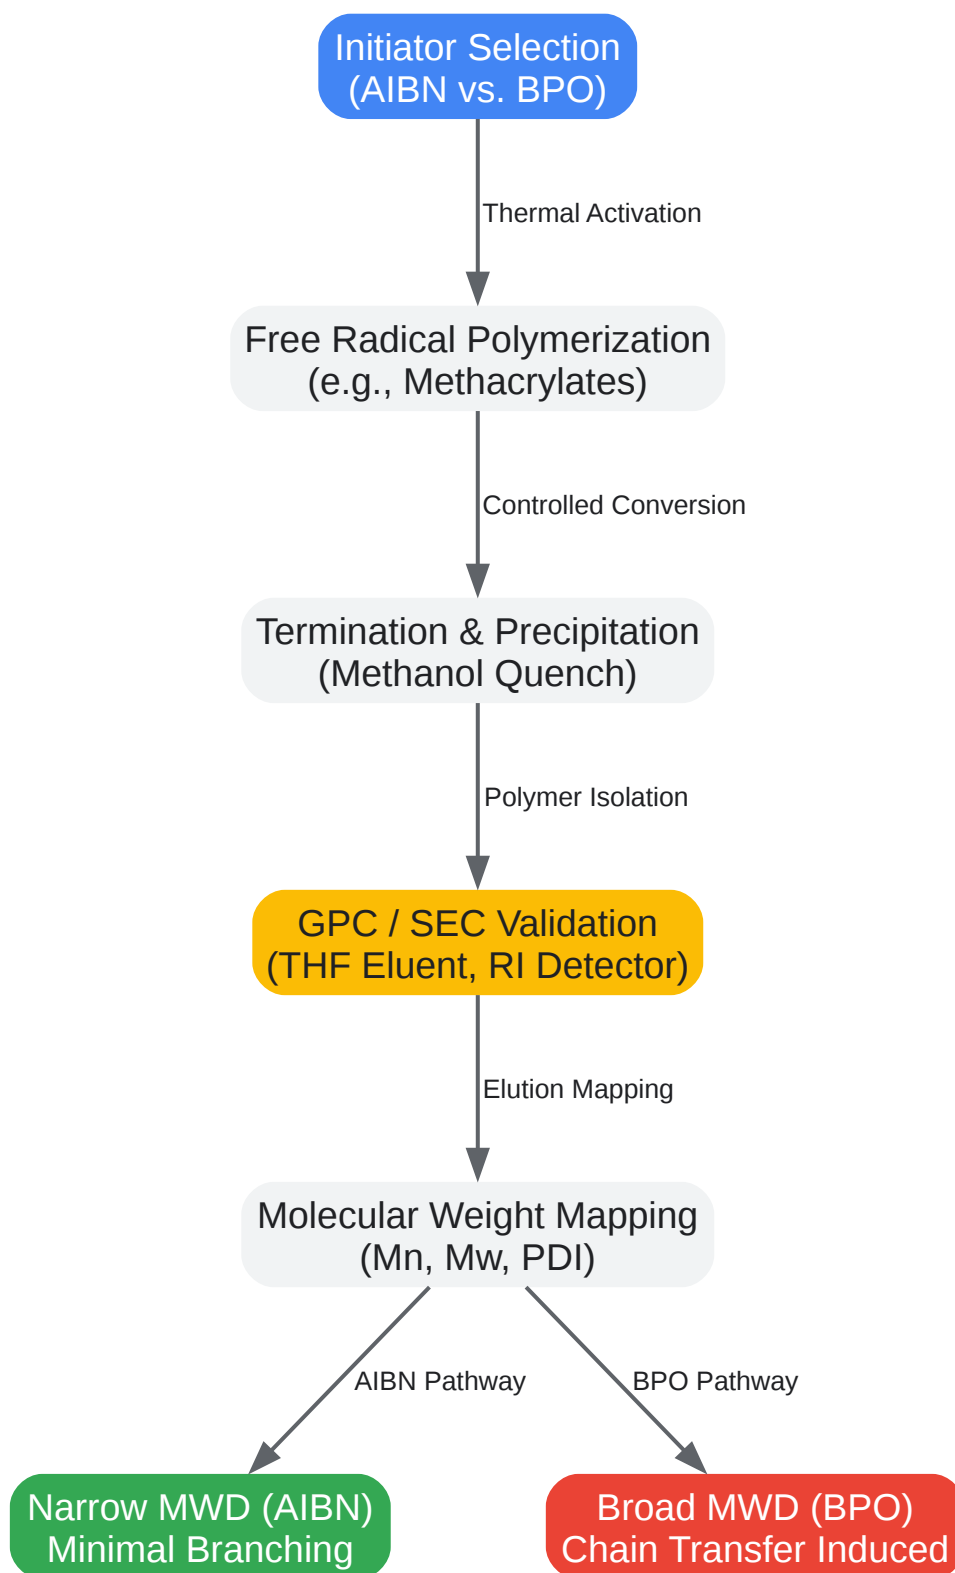 Initiator Selection
(AIBN vs. BPO)
Thermal Activation
Free Radical Polymerization
(e.g., Methacrylates)
Controlled Conversion
Termination & Precipitation
(Methanol Quench)
Polymer Isolation
GPC / SEC Validation
(THF Eluent, RI Detector)
Elution Mapping
Molecular Weight Mapping
(Mn, Mw, PDI)
AIBN Pathway
BPO Pathway
Narrow MWD (AIBN)
Minimal Branching
Broad MWD (BPO)
Chain Transfer Induced